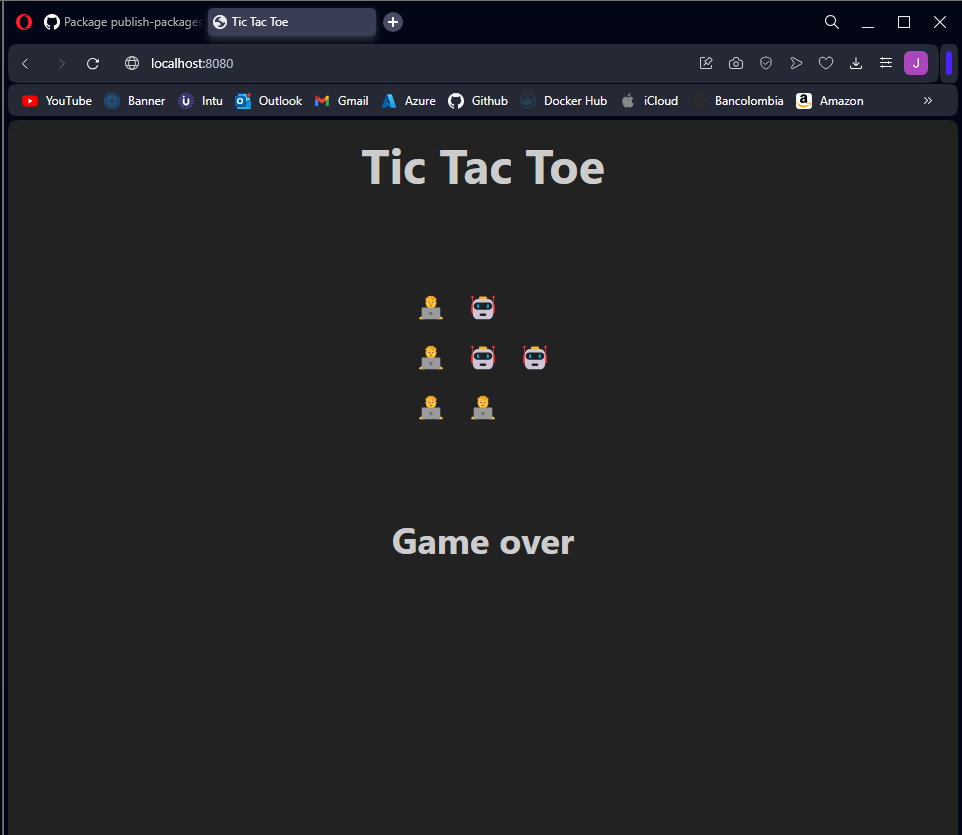 Package publish-packages
Tic Tac Toe
localhost:8080
J
YouTube
Banner
Intu
Outlook
Gmail
Azure
Github
Docker Hub
iCloud
Bancolombia
Amazon
Tic Tac Toe
Game over